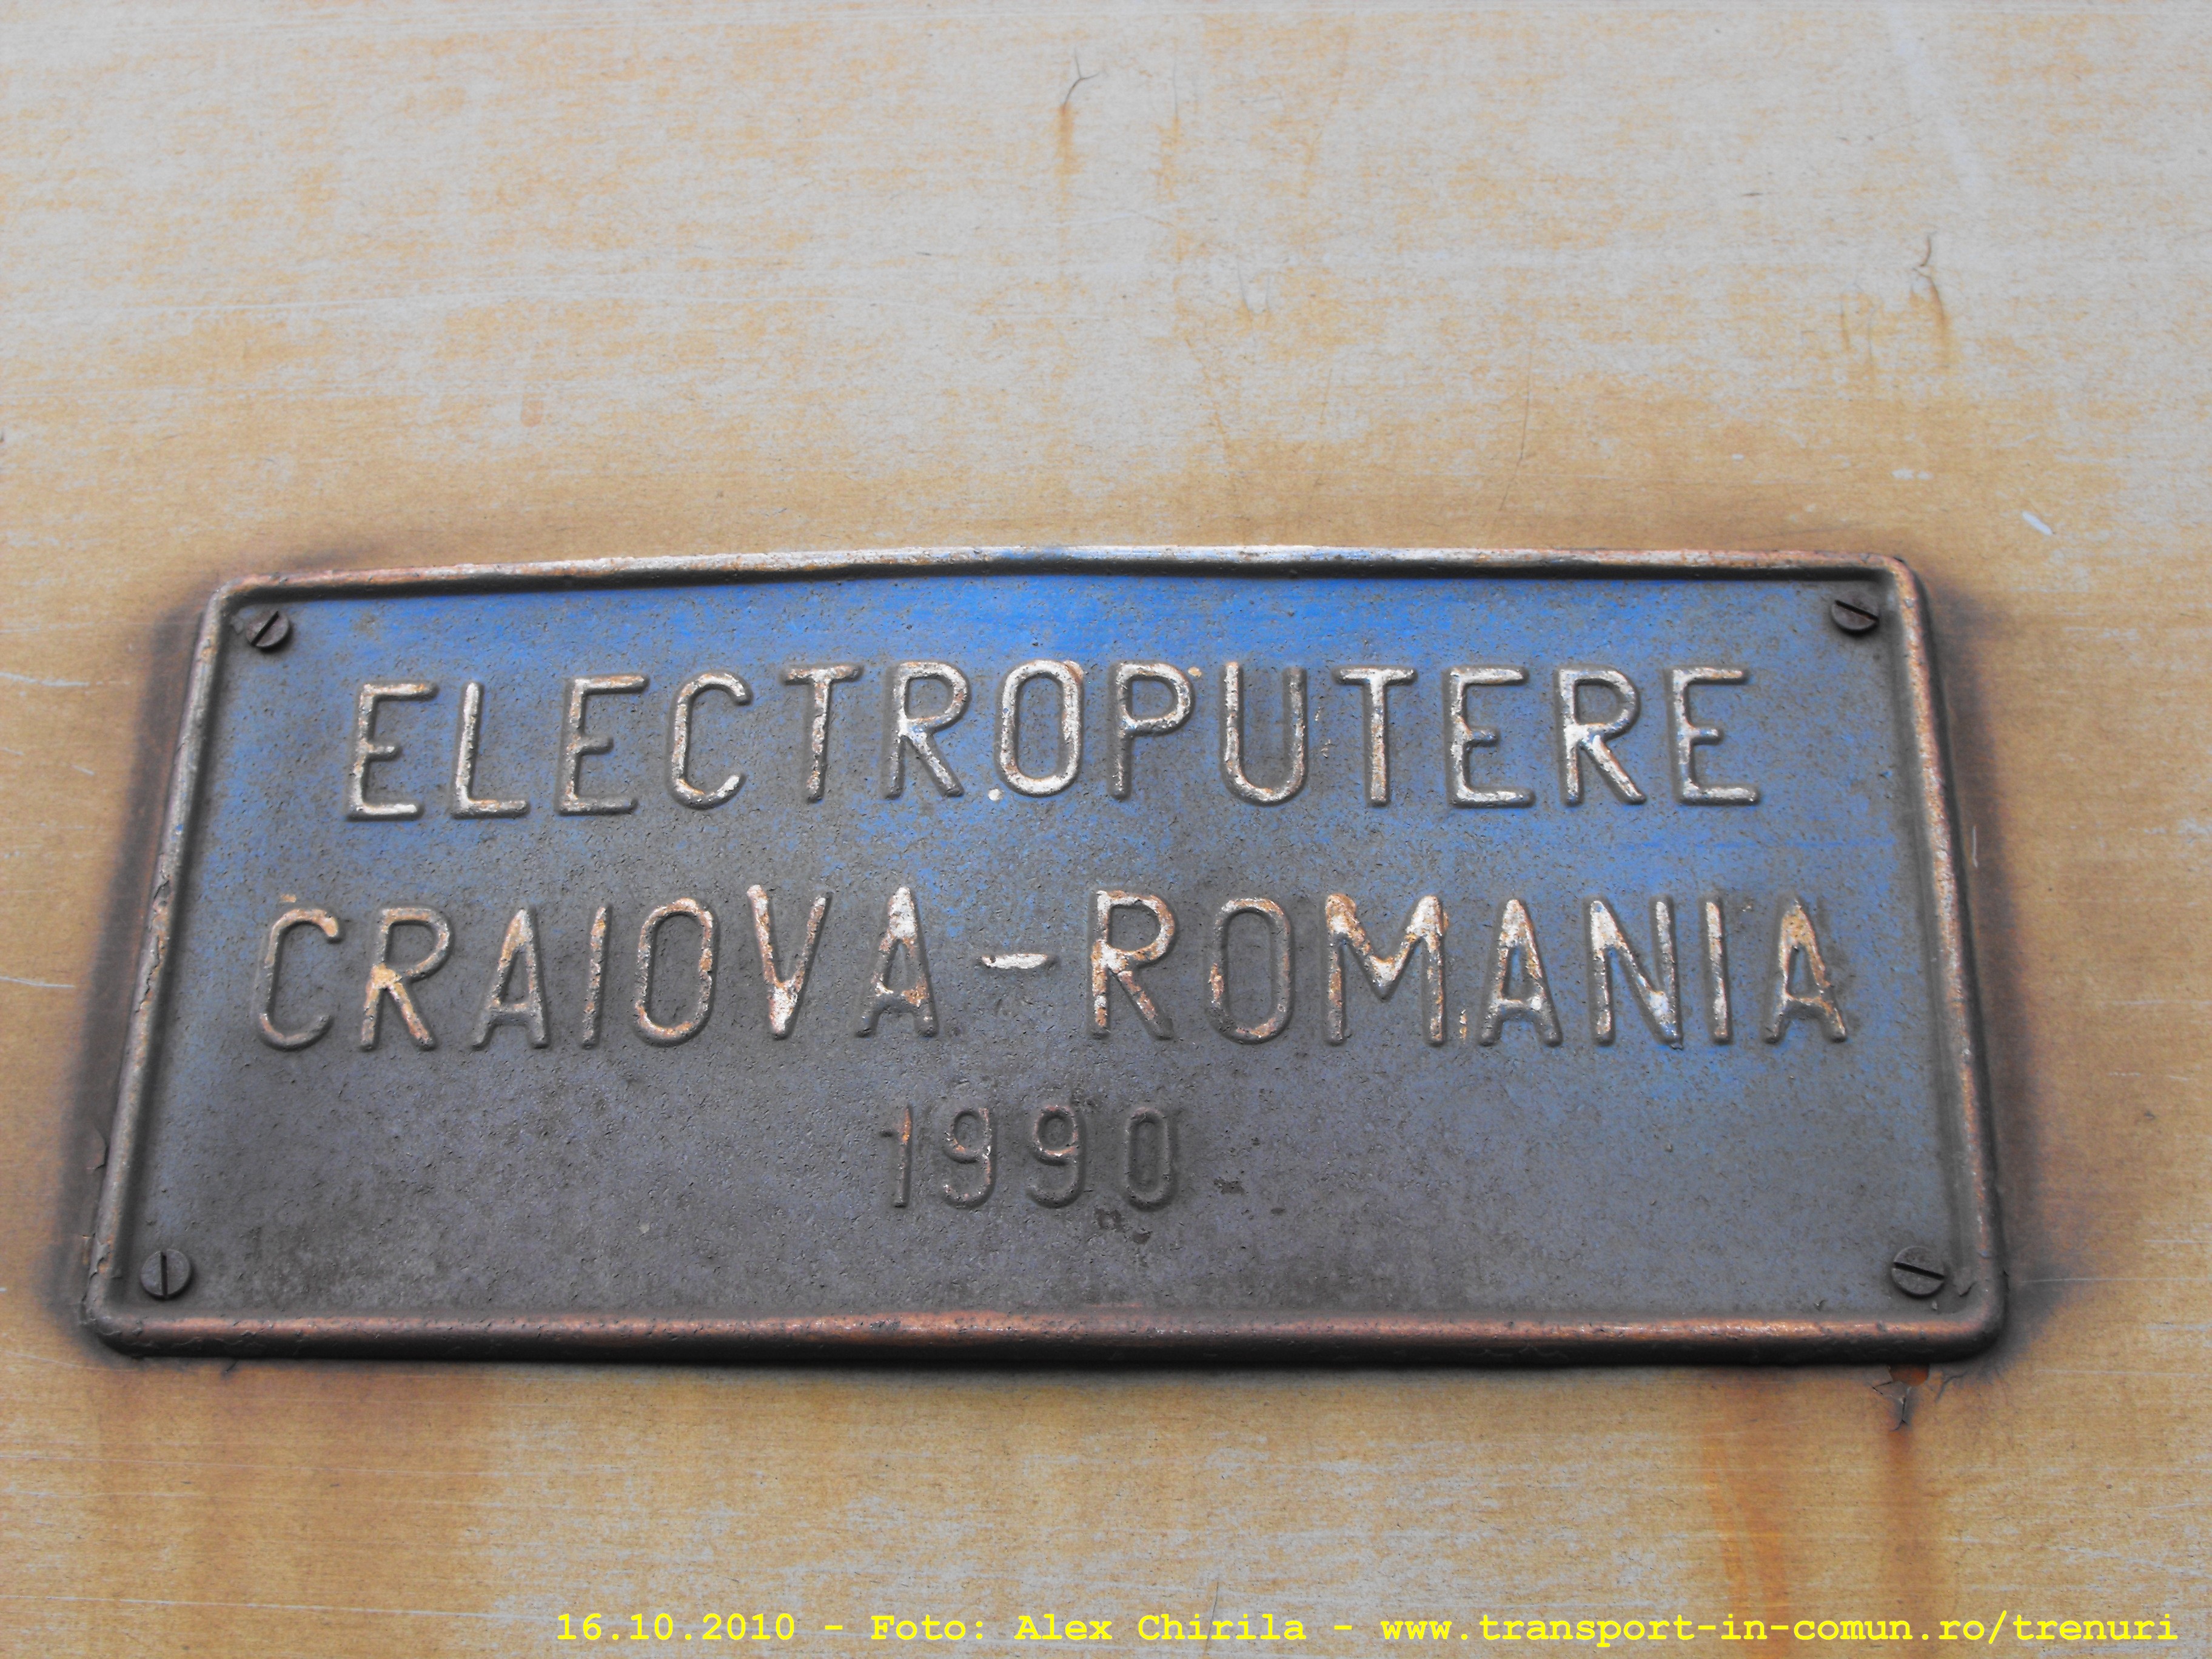 ELECTROPUTERE
CRAIOVA-ROMANIA
1990
16.10.2010 - Foto: Alex Chirila - www.transport-in-comun.ro/trenuri